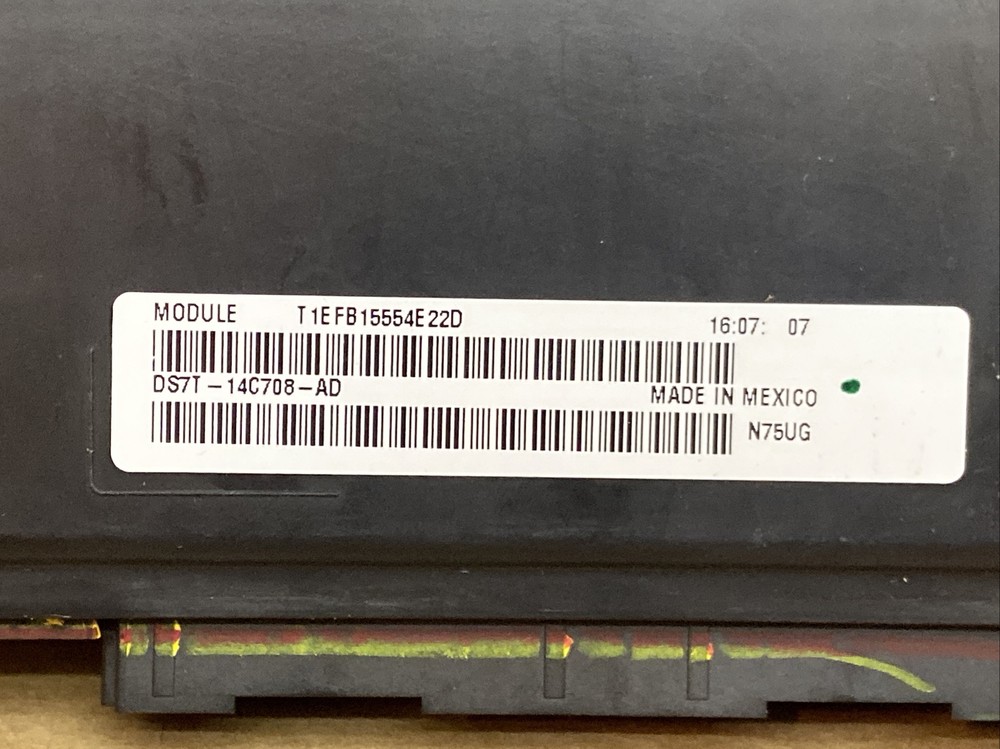 MODULE T1EFB15554E22D 16:07: 07
DS7T-14C708-AD MADE IN MEXICO
N75UG